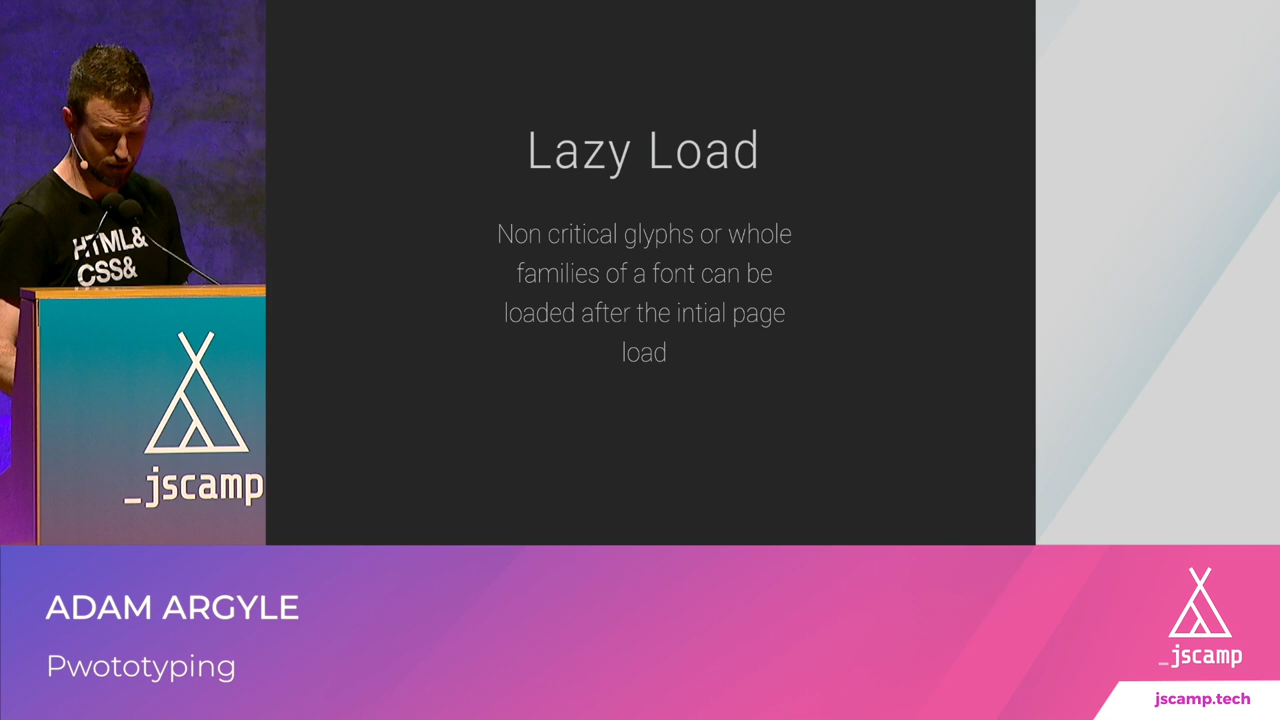 Lazy Load
Non critical glyphs or whole
families of a font can be
loaded after the intial page
load
HTML&
CSS&
_jscamp
ADAM ARGYLE
Pwototyping
_jscamp
jscamp.tech